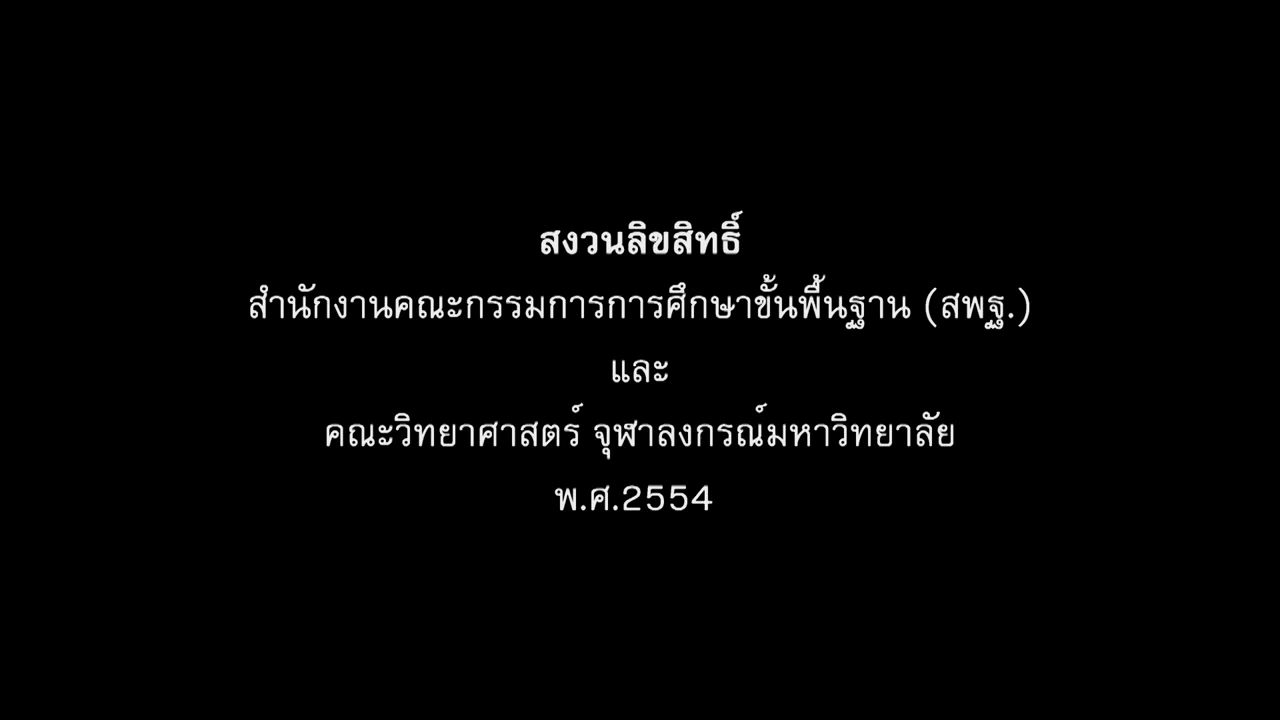 สงวนลิขสิทธิ์
สำนักงานคณะกรรมการการศึกษาขั้นพื้นฐาน (สพฐ.)
และ
คณะวิทยาศาสตร์ จุฬาลงกรณ์มหาวิทยาลัย
พ.ศ.2554